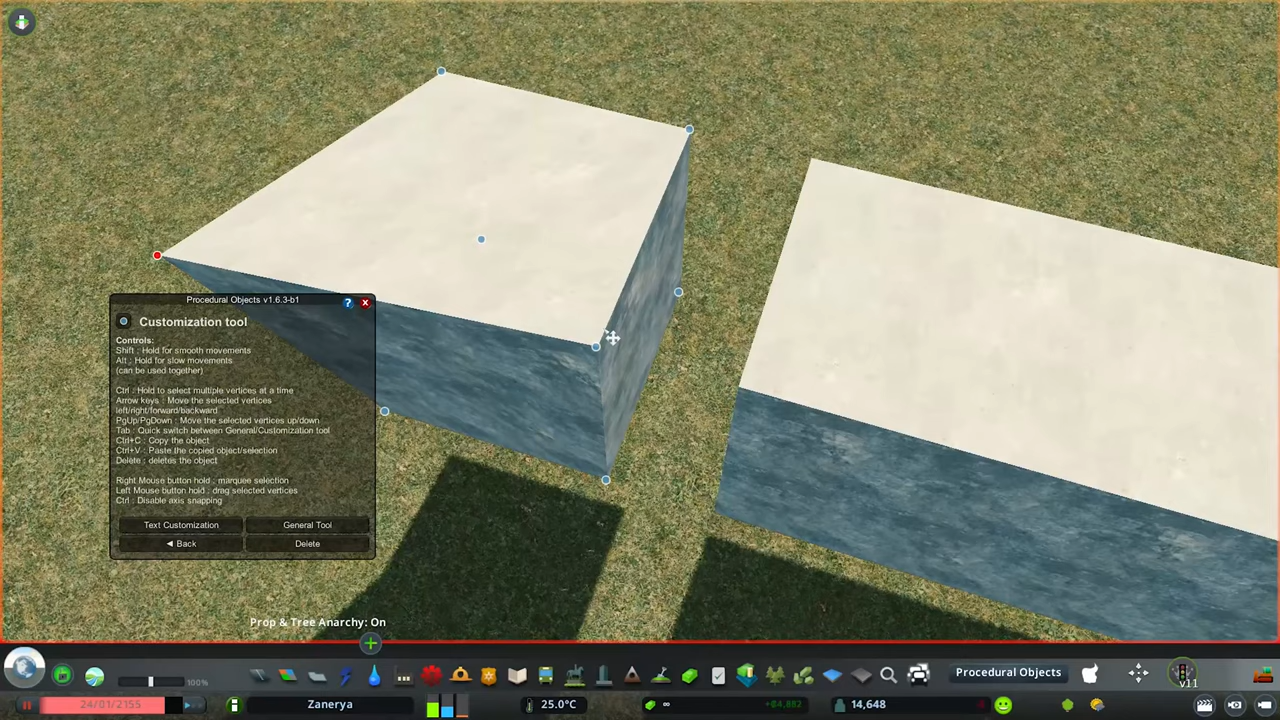 Procedural Objects v1.6.3-b1
?
Customization tool
Controls:
Shift : Hold for smooth movements
Alt : Hold for slow movements
(can be used together)
Ctrl : Hold to select multiple vertices at a time
Arrow keys : Move the selected vertices
left/right/forward/backward
PgUp/PgDown : Move the selected vertices up/down
Tab : Quick switch between General/Customization tool
Ctrl+C : Copy the object
Ctrl+V : Paste the copied object/selection
Delete : deletes the object
Right Mouse button hold : marquee selection
Left Mouse button hold : drag selected vertices
Ctrl : Disable axis snapping
Text Customization
General Tool
Back
Delete
Prop & Tree Anarchy: On
100%
Procedural Objects
V11
24/01/2155
Zanerya
25.0°C
∞
14,648